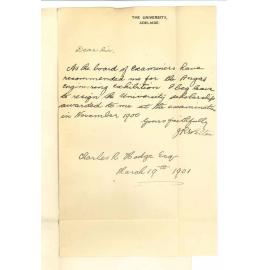 THE UNIVERSITY,
ADELAIDE.
Dear Sir,
As the board of Examiners have
recommended me for the Angas
Engineering exhibition I beg leave
to resign the University scholarship
awarded to me at the examination
in November 1900
Yours faithfully
Charles R. Hodge Esq
March 19th 1901